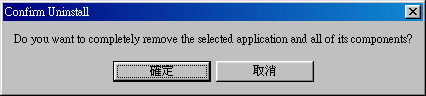 Confirm Uninstall
Do you want to completely remove the selected application and all of its components?
確定
取消